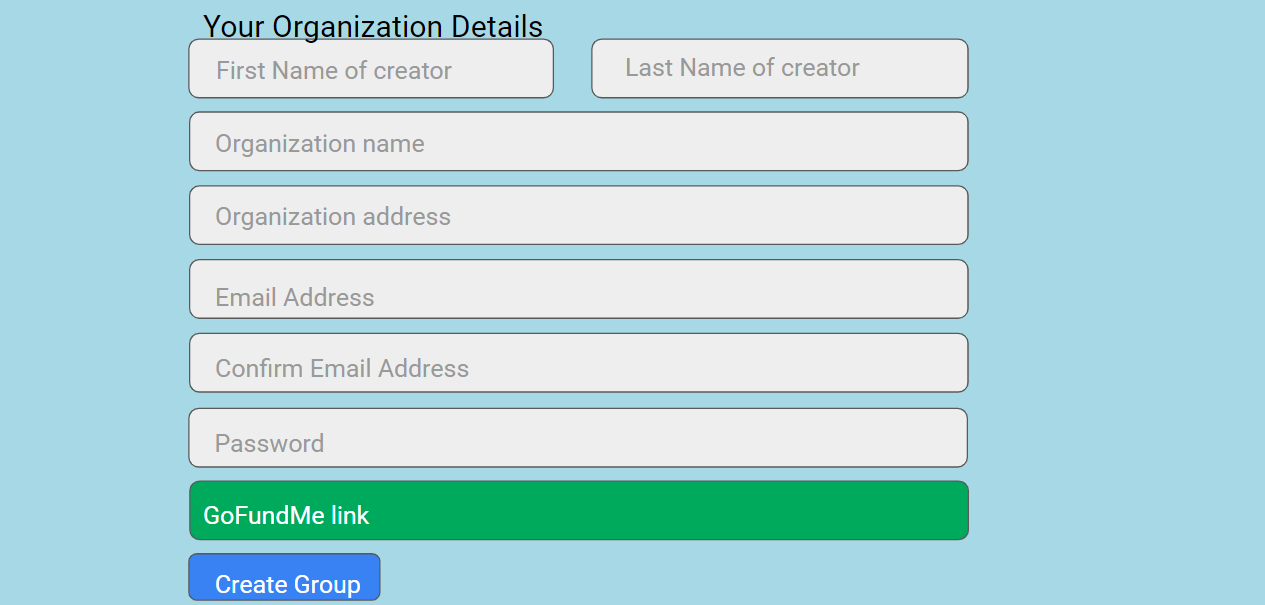 Your Organization Details
First Name of creator
Last Name of creator
Organization name
Organization address
Email Address
Confirm Email Address
Password
GoFundMe link
Create Group